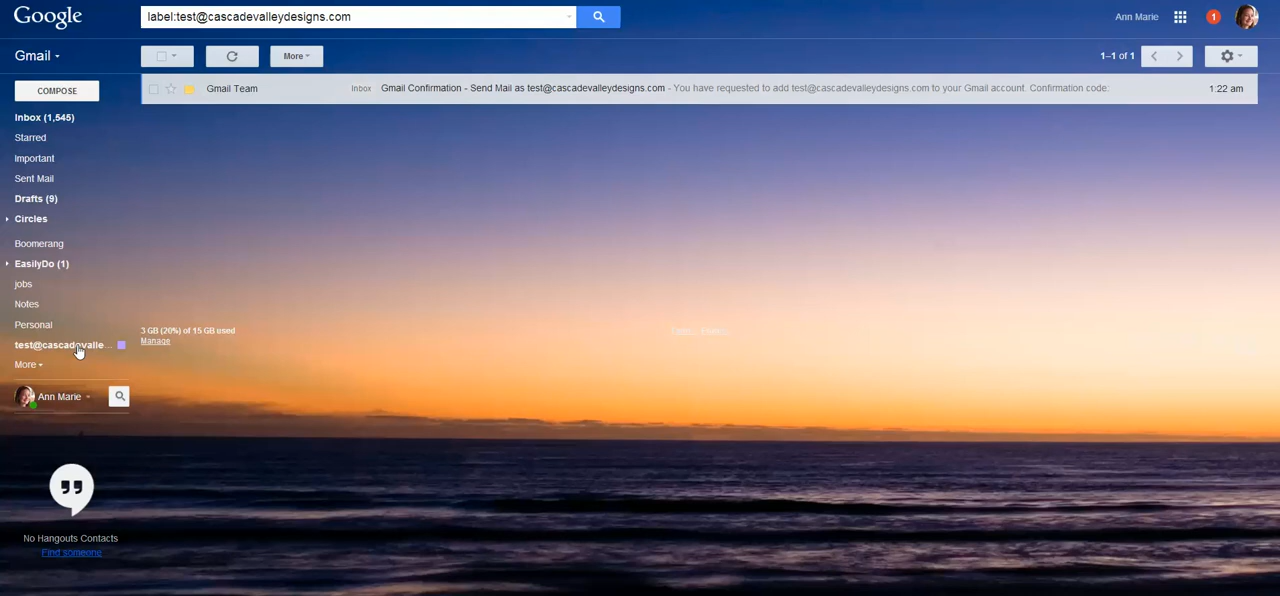 Google
label:test@cascadevalleydesigns.com
Ann Marie
1
Gmail
More
1–1 of 1
COMPOSE
Gmail Team
Inbox
Gmail Confirmation - Send Mail as test@cascadevalleydesigns.com - You have requested to add test@cascadevalleydesigns.com to your Gmail account. Confirmation code:
1:22 am
Inbox (1,545)
Starred
Important
Sent Mail
Drafts (9)
Circles
Boomerang
EasilyDo (1)
jobs
Notes
Personal
test@cascadevalle...
More
3 GB (20%) of 15 GB used
Manage
Ann Marie
No Hangouts Contacts
Find someone